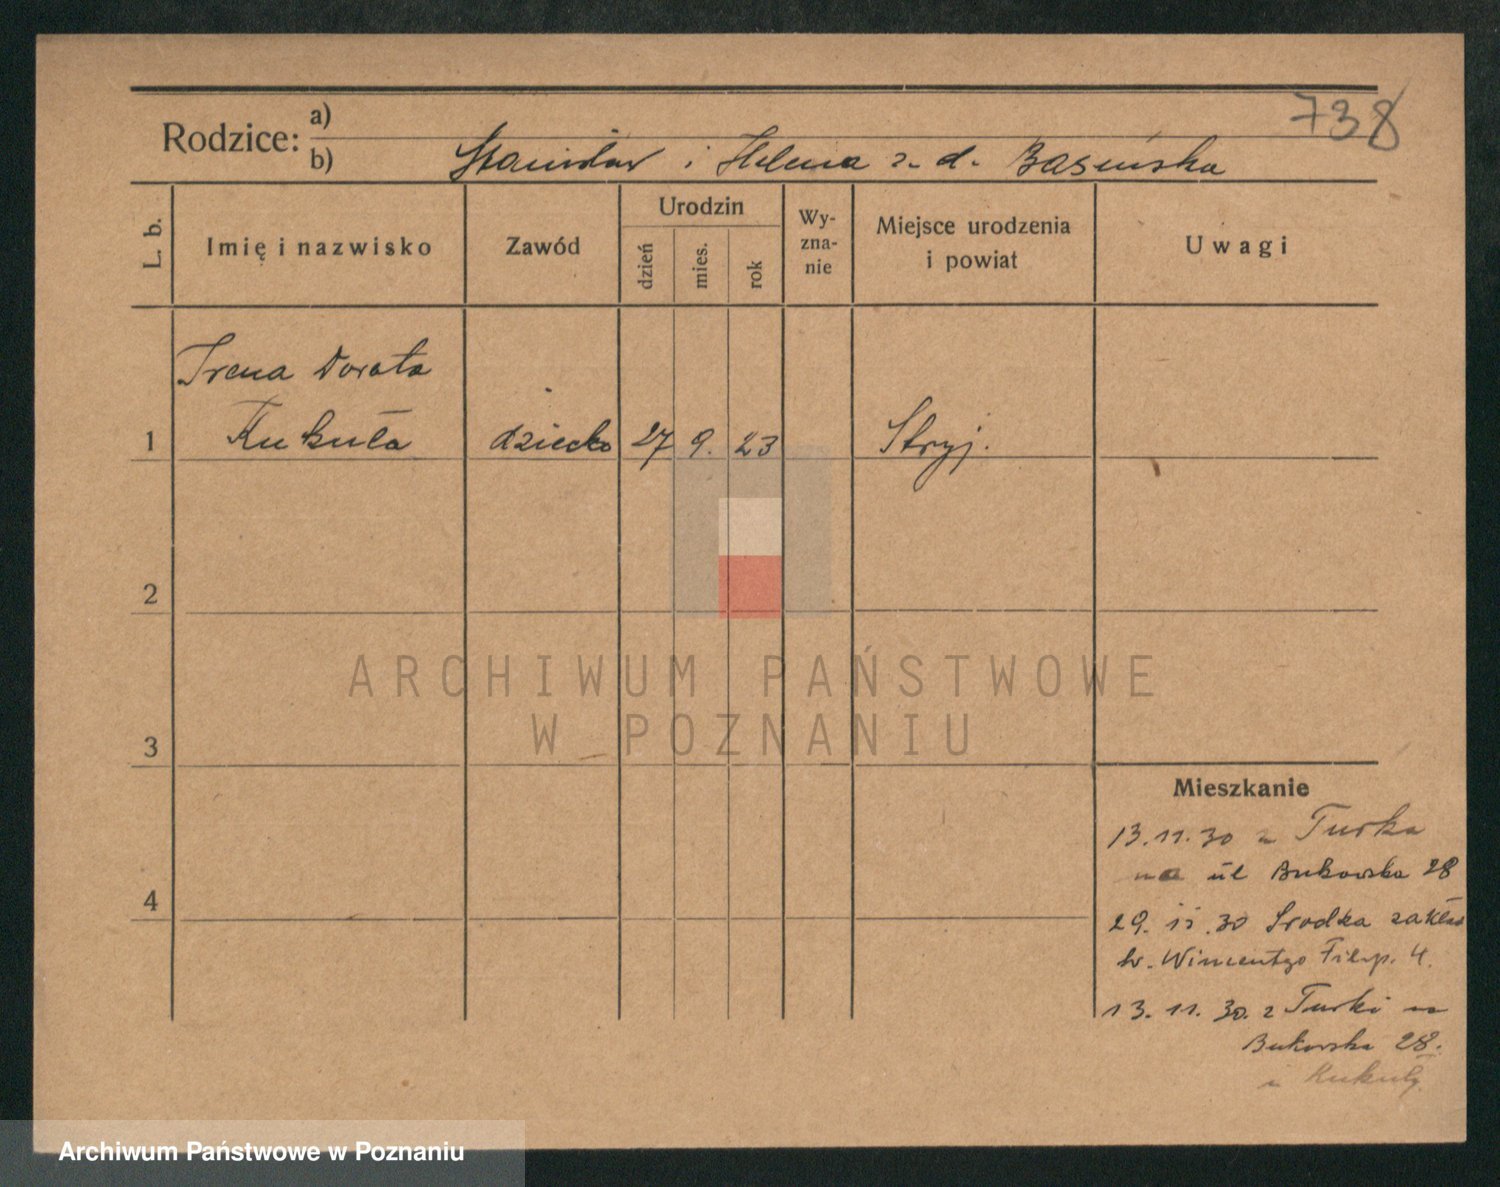 738
Rodzice: a)
b) Stanisław i Helena z. d. Basińska
L. b.
Imię i nazwisko
Zawód
Urodzin
dzień
mies.
rok
Wy-
zna-
nie
Miejsce urodzenia
i powiat
Uwagi
Irena Dorota
1 Kukuła dziecko 27 9. 23 Stryj.
2
3
4
Mieszkanie
13.11.30 z Turka
na ul Bukowska 28
29. 11. 30 Srodka zakład
św. Wincentego Filip. 4.
13. 11. 30. z Turki na
Bukowska 28.
Kukuły.
ARCHIWUM PAŃSTWOWE
W POZNANIU
Archiwum Państwowe w Poznaniu